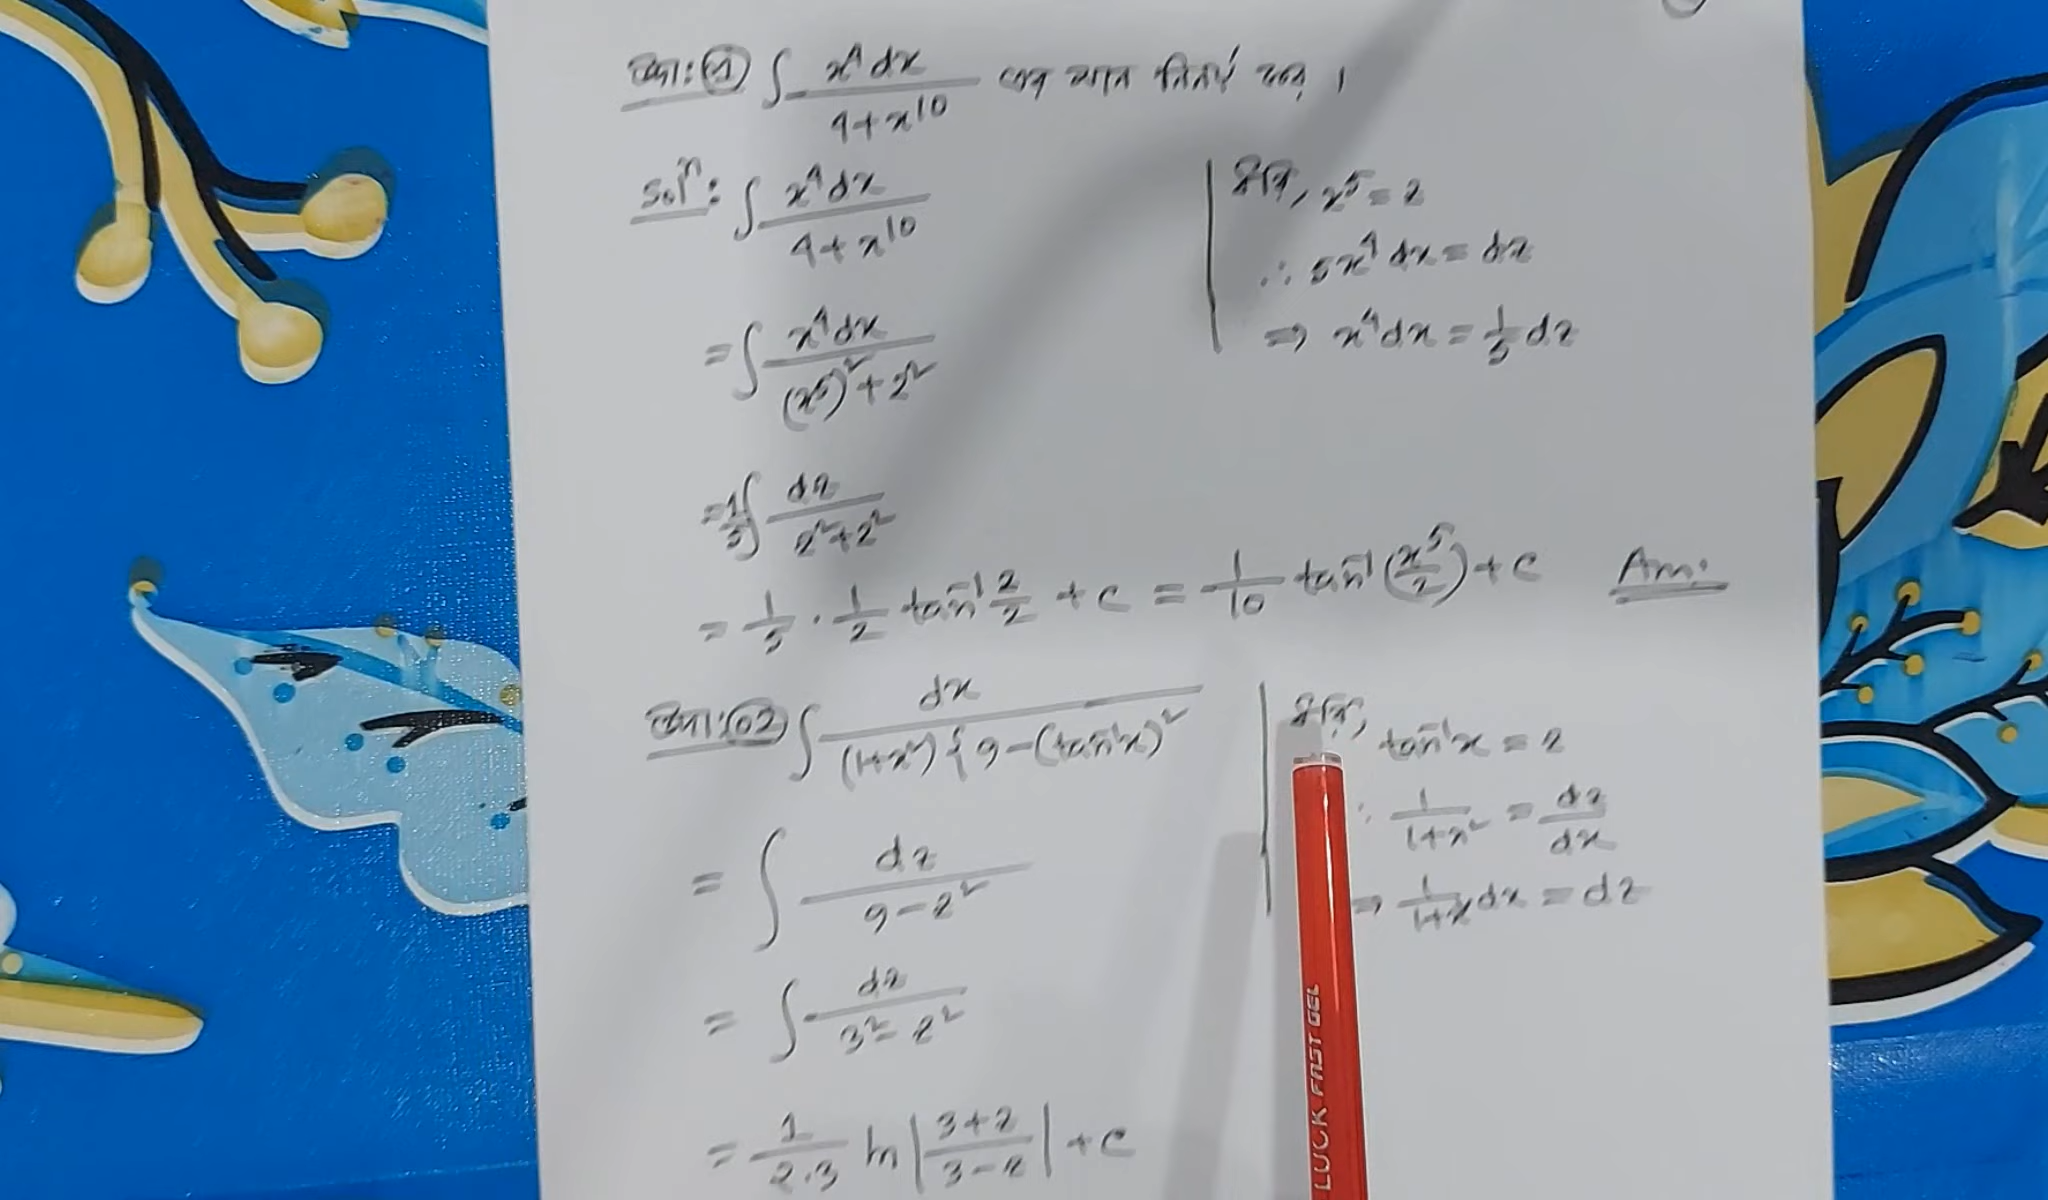 উদা: ① ∫ x⁴dx / (4+x¹⁰) এর মান নির্ণয় কর।
Solⁿ: ∫ x⁴dx / (4+x¹⁰)
= ∫ x⁴dx / ((x⁵)²+2²)
= 1/5 ∫ dz / (z²+2²)
= 1/5 · 1/2 tan⁻¹ z/2 + c = 1/10 tan⁻¹(x⁵/2) + c Ans:
ধরি, x⁵ = z
∴ 5x⁴dx = dz
⇒ x⁴dx = 1/5 dz
উদা: 02) ∫ dx / (1+x²){9-(tan⁻¹x)²
= ∫ dz / (9-z²)
= ∫ dz / (3²-z²)
= 1/(2.3) ln |(3+z)/(3-z)| + c
ধরি, tan⁻¹x = z
∴ 1/(1+x²) = dz/dx
⇒ 1/(1+x²) dx = dz
LUCK FAST GEL